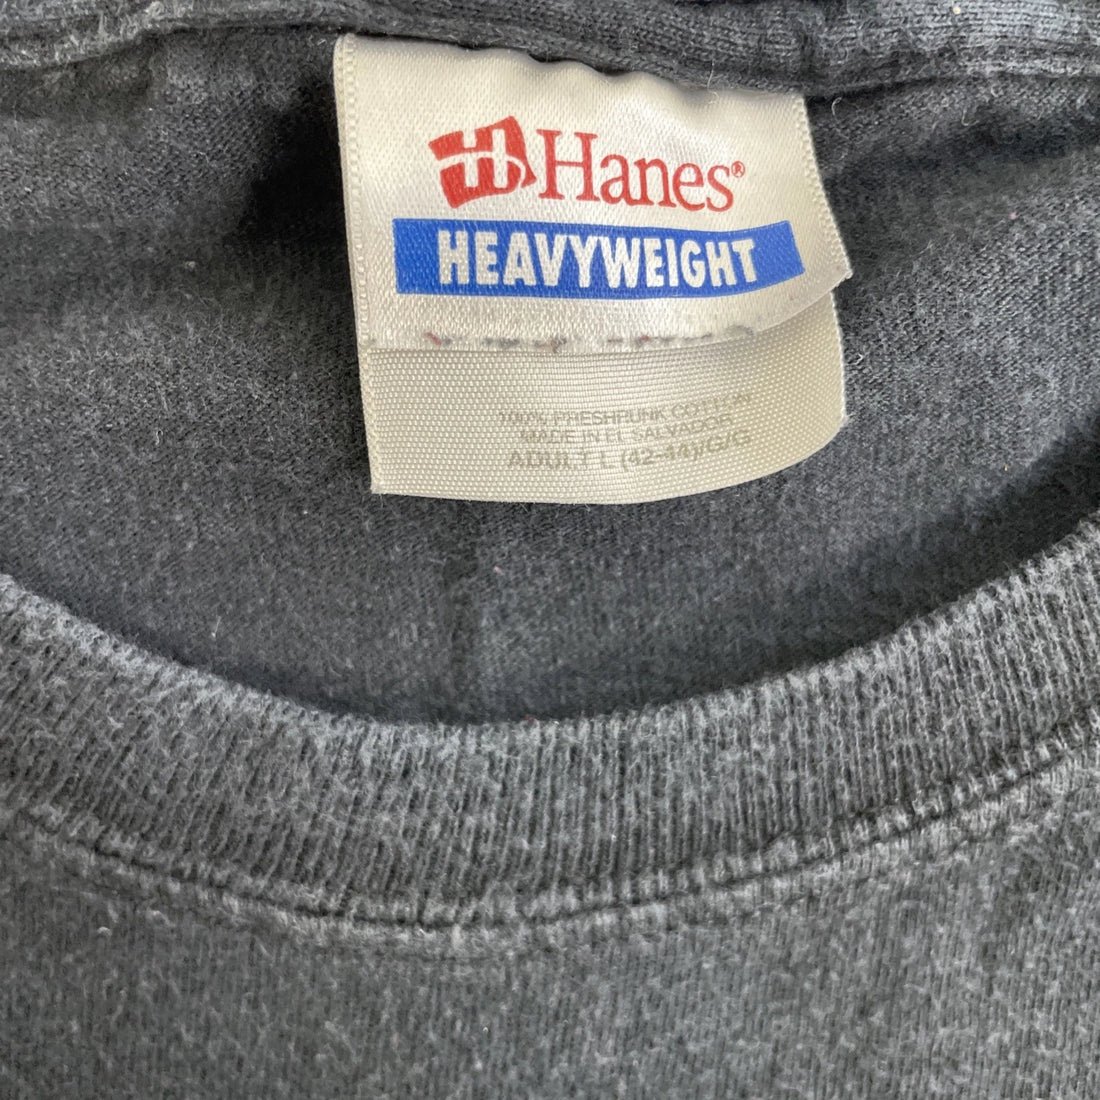 Hanes®
HEAVYWEIGHT
100% PRESHRUNK COTTON
MADE IN EL SALVADOR
ADULT L (42-44)/G/G